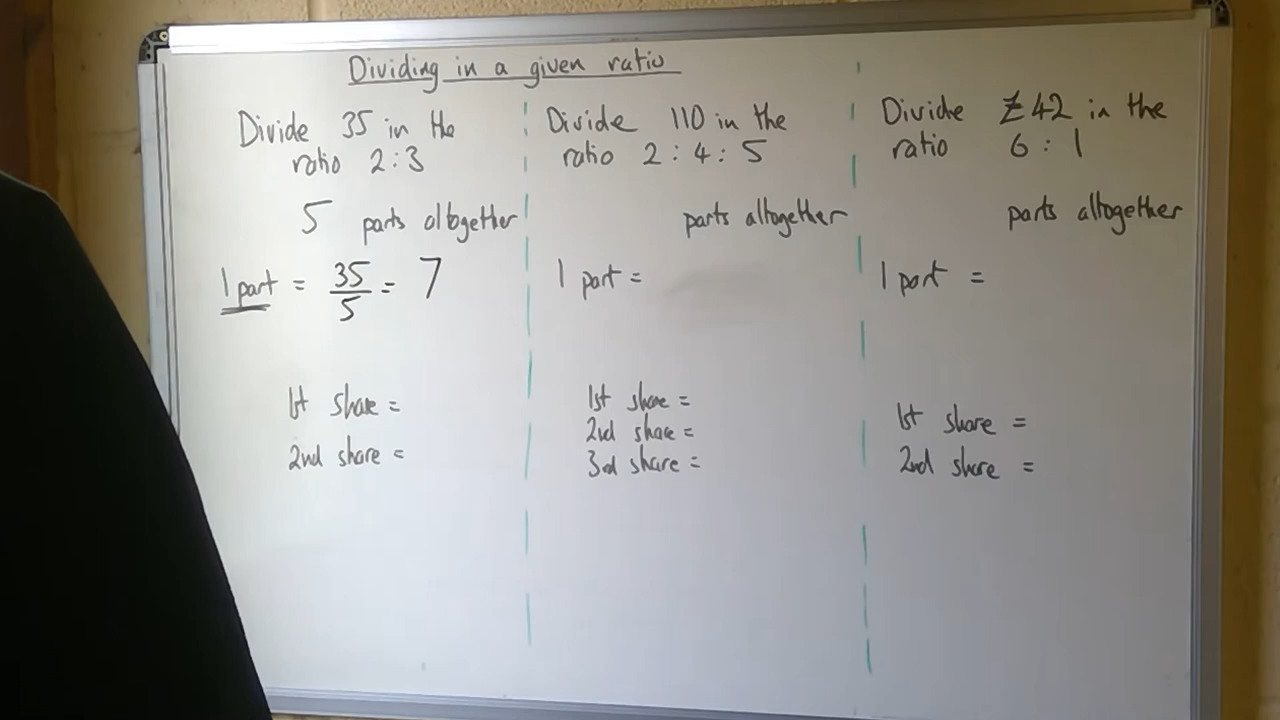 Dividing in a given ratio
Divide 35 in the
ratio 2:3
5 parts altogether
1 part = 35/5 = 7
1st share =
2nd share =
Divide 110 in the
ratio 2 : 4 : 5
parts altogether
1 part =
1st share =
2nd share =
3rd share =
Divide £42 in the
ratio 6 : 1
parts altogether
1 part =
1st share =
2nd share =